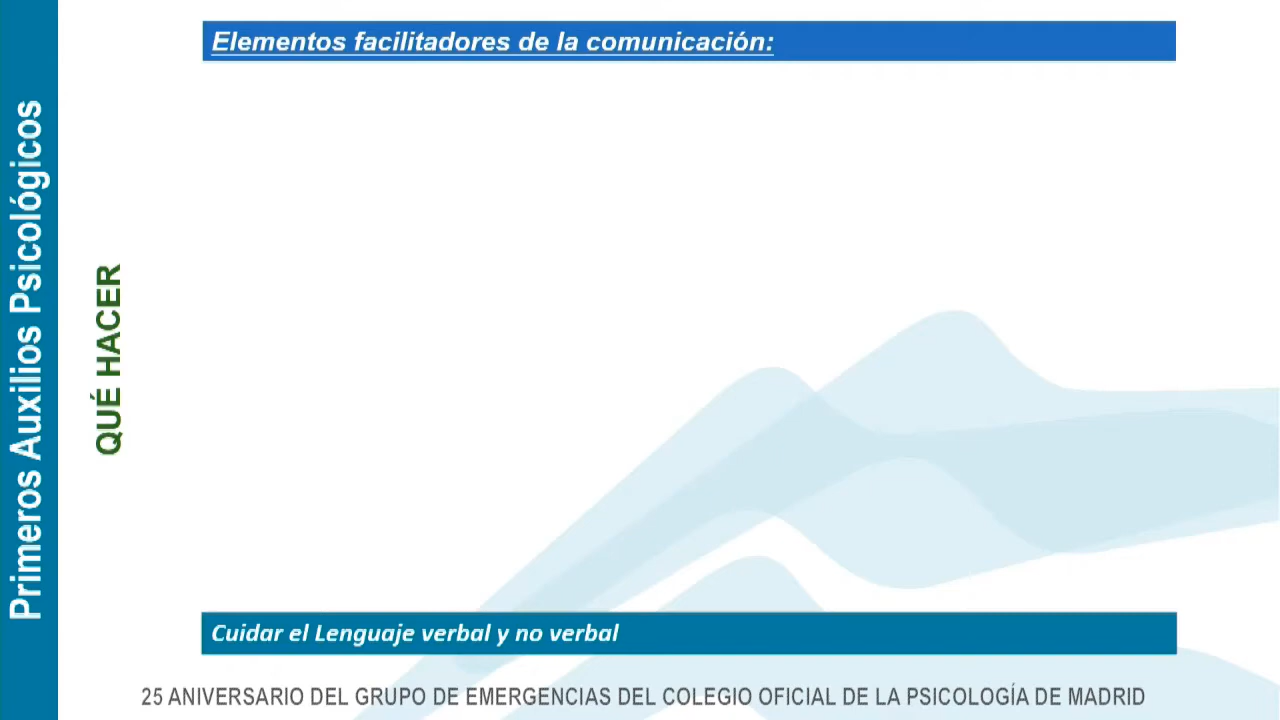 Primeros Auxilios Psicológicos
QUÉ HACER
Elementos facilitadores de la comunicación:
Cuidar el Lenguaje verbal y no verbal
25 ANIVERSARIO DEL GRUPO DE EMERGENCIAS DEL COLEGIO OFICIAL DE LA PSICOLOGÍA DE MADRID